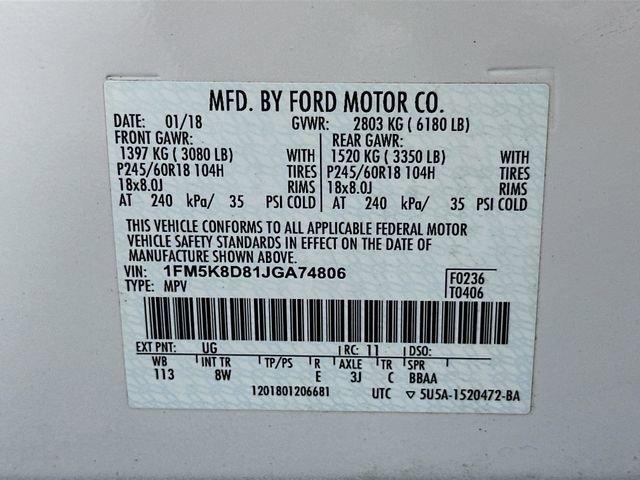 MFD. BY FORD MOTOR CO.
DATE: 01/18 GVWR: 2803 KG ( 6180 LB)
FRONT GAWR: REAR GAWR:
1397 KG ( 3080 LB) WITH 1520 KG ( 3350 LB) WITH
P245/60R18 104H TIRES P245/60R18 104H TIRES
18x8.0J RIMS 18x8.0J RIMS
AT 240 kPa/ 35 PSI COLD AT 240 kPa/ 35 PSI COLD
THIS VEHICLE CONFORMS TO ALL APPLICABLE FEDERAL MOTOR
VEHICLE SAFETY STANDARDS IN EFFECT ON THE DATE OF
MANUFACTURE SHOWN ABOVE.
VIN: 1FM5K8D81JGA74806 F0236
TYPE: MPV T0406
EXT PNT: UG RC: 11 DSO:
WB INT TR TP/PS R AXLE TR SPR
113 8W E 3J C BBAA
1201801206681 UTC ▽ 5U5A-1520472-BA